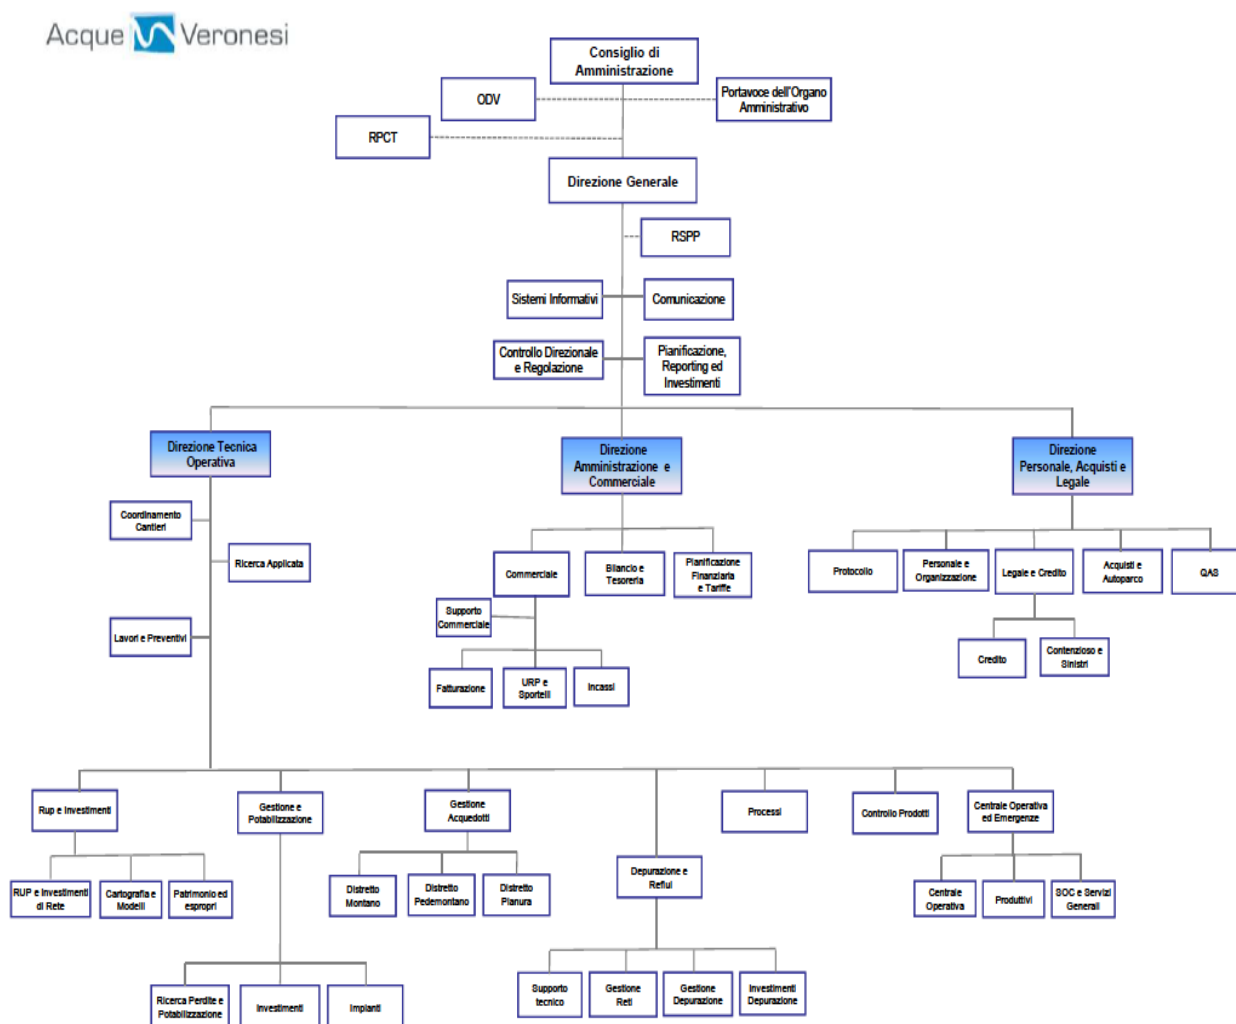 Acque Veronesi
Consiglio di
Amministrazione
ODV
Portavoce dell'Organo
Amministrativo
RPCT
Direzione Generale
RSPP
Sistemi Informativi
Comunicazione
Controllo Direzionale
e Regolazione
Pianificazione,
Reporting ed
Investimenti
Direzione Tecnica
Operativa
Direzione
Amministrazione e
Commerciale
Direzione
Personale, Acquisti e
Legale
Coordinamento
Cantieri
Ricerca Applicata
Lavori e Preventivi
Commerciale
Bilancio e
Tesoreria
Pianificazione
Finanziaria
e Tariffe
Supporto
Commerciale
Fatturazione
URP e
Sportelli
Incassi
Protocollo
Personale e
Organizzazione
Legale e Credito
Acquisti e
Autoparco
QAS
Credito
Contenzioso e
Sinistri
Rup e Investimenti
Gestione e
Potabilizzazione
Gestione
Acquedotti
Depurazione e
Reflui
Processi
Controllo Prodotti
Centrale Operativa
ed Emergenze
RUP e Investimenti
di Rete
Cartografia e
Modelli
Patrimonio ed
espropri
Distretto
Montano
Distretto
Pedemontano
Distretto
Pianura
Centrale
Operativa
Produttivi
SOC e Servizi
Generali
Ricerca Perdite e
Potabilizzazione
Investimenti
Impianti
Supporto
tecnico
Gestione
Reti
Gestione
Depurazione
Investimenti
Depurazione